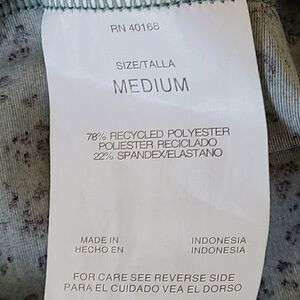 RN 40168
SIZE/TALLA
MEDIUM
78% RECYCLED POLYESTER
POLIESTER RECICLADO
22% SPANDEX/ELASTANO
MADE IN INDONESIA
HECHO EN INDONESIA
FOR CARE SEE REVERSE SIDE
PARA EL CUIDADO VEA EL DORSO